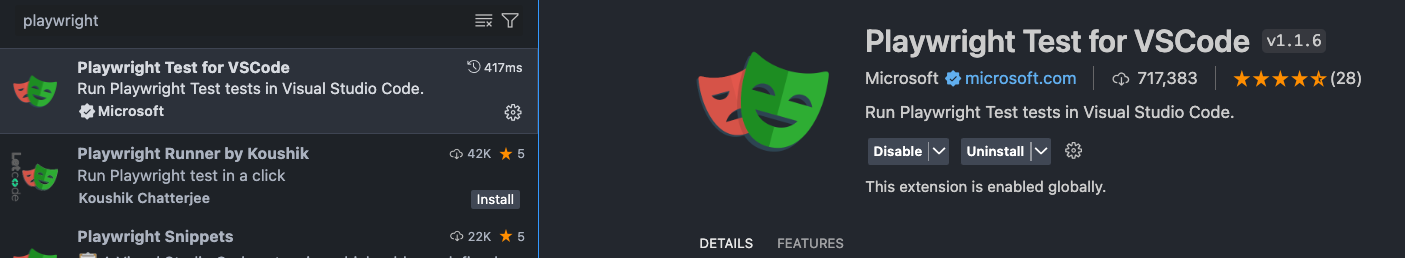 playwright
Playwright Test for VSCode
417ms
Run Playwright Test tests in Visual Studio Code.
Microsoft
Playwright Runner by Koushik
42K
5
Run Playwright test in a click
Koushik Chatterjee
Install
Letcode
Playwright Snippets
22K
5
Playwright Test for VSCode
v1.1.6
Microsoft
microsoft.com
717,383
(28)
Run Playwright Test tests in Visual Studio Code.
Disable
Uninstall
This extension is enabled globally.
DETAILS
FEATURES